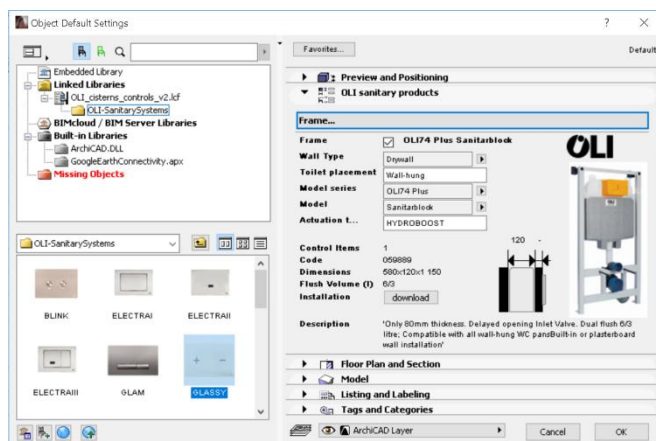 Object Default Settings
?
Embedded Library
Linked Libraries
OLI_cisterns_controls_v2.lcf
OLI-SanitarySystems
BIMcloud / BIM Server Libraries
Built-in Libraries
ArchiCAD.DLL
GoogleEarthConnectivity.apx
Missing Objects
OLI-SanitarySystems
BLINK
ELECTRAI
ELECTRAII
ELECTRAIII
GLAM
GLASSY
Favorites...
Default
Preview and Positioning
OLI sanitary products
Frame...
Frame
OLI74 Plus Sanitarblock
Wall Type
Drywall
Toilet placement
Wall-hung
Model series
OLI74 Plus
Model
Sanitarblock
Actuation t...
HYDROBOOST
OLI
Control Items
1
Code
059889
Dimensions
580x120x1 150
Flush Volume (l)
6/3
Installation
download
120
-
Description
'Only 80mm thickness. Delayed opening Inlet Valve. Dual flush 6/3
litre; Compatible with all wall-hung WC pansBuilt-in or plasterboard
wall installation'
Floor Plan and Section
Model
Listing and Labeling
Tags and Categories
ArchiCAD Layer
Cancel
OK